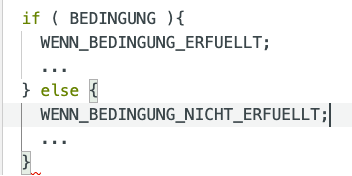 if ( BEDINGUNG ){
WENN_BEDINGUNG_ERFUELLT;
...
} else {
WENN_BEDINGUNG_NICHT_ERFUELLT;
...
}